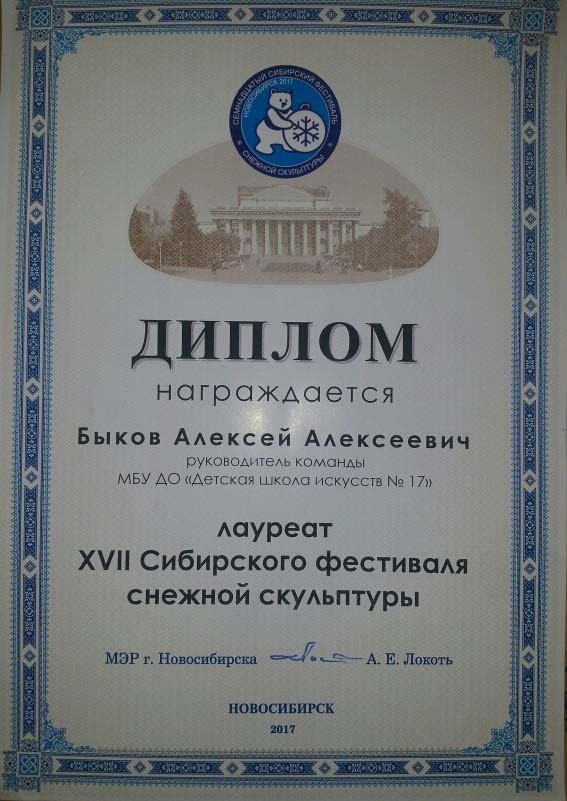 СЕМНАДЦАТЫЙ СИБИРСКИЙ ФЕСТИВАЛЬ
НОВОСИБИРСК 2017
СНЕЖНОЙ СКУЛЬПТУРЫ
ДИПЛОМ
награждается
Быков Алексей Алексеевич
руководитель команды
МБУ ДО «Детская школа искусств № 17»
лауреат
XVII Сибирского фестиваля
снежной скульптуры
МЭР г. Новосибирска А. Е. Локоть
НОВОСИБИРСК
2017